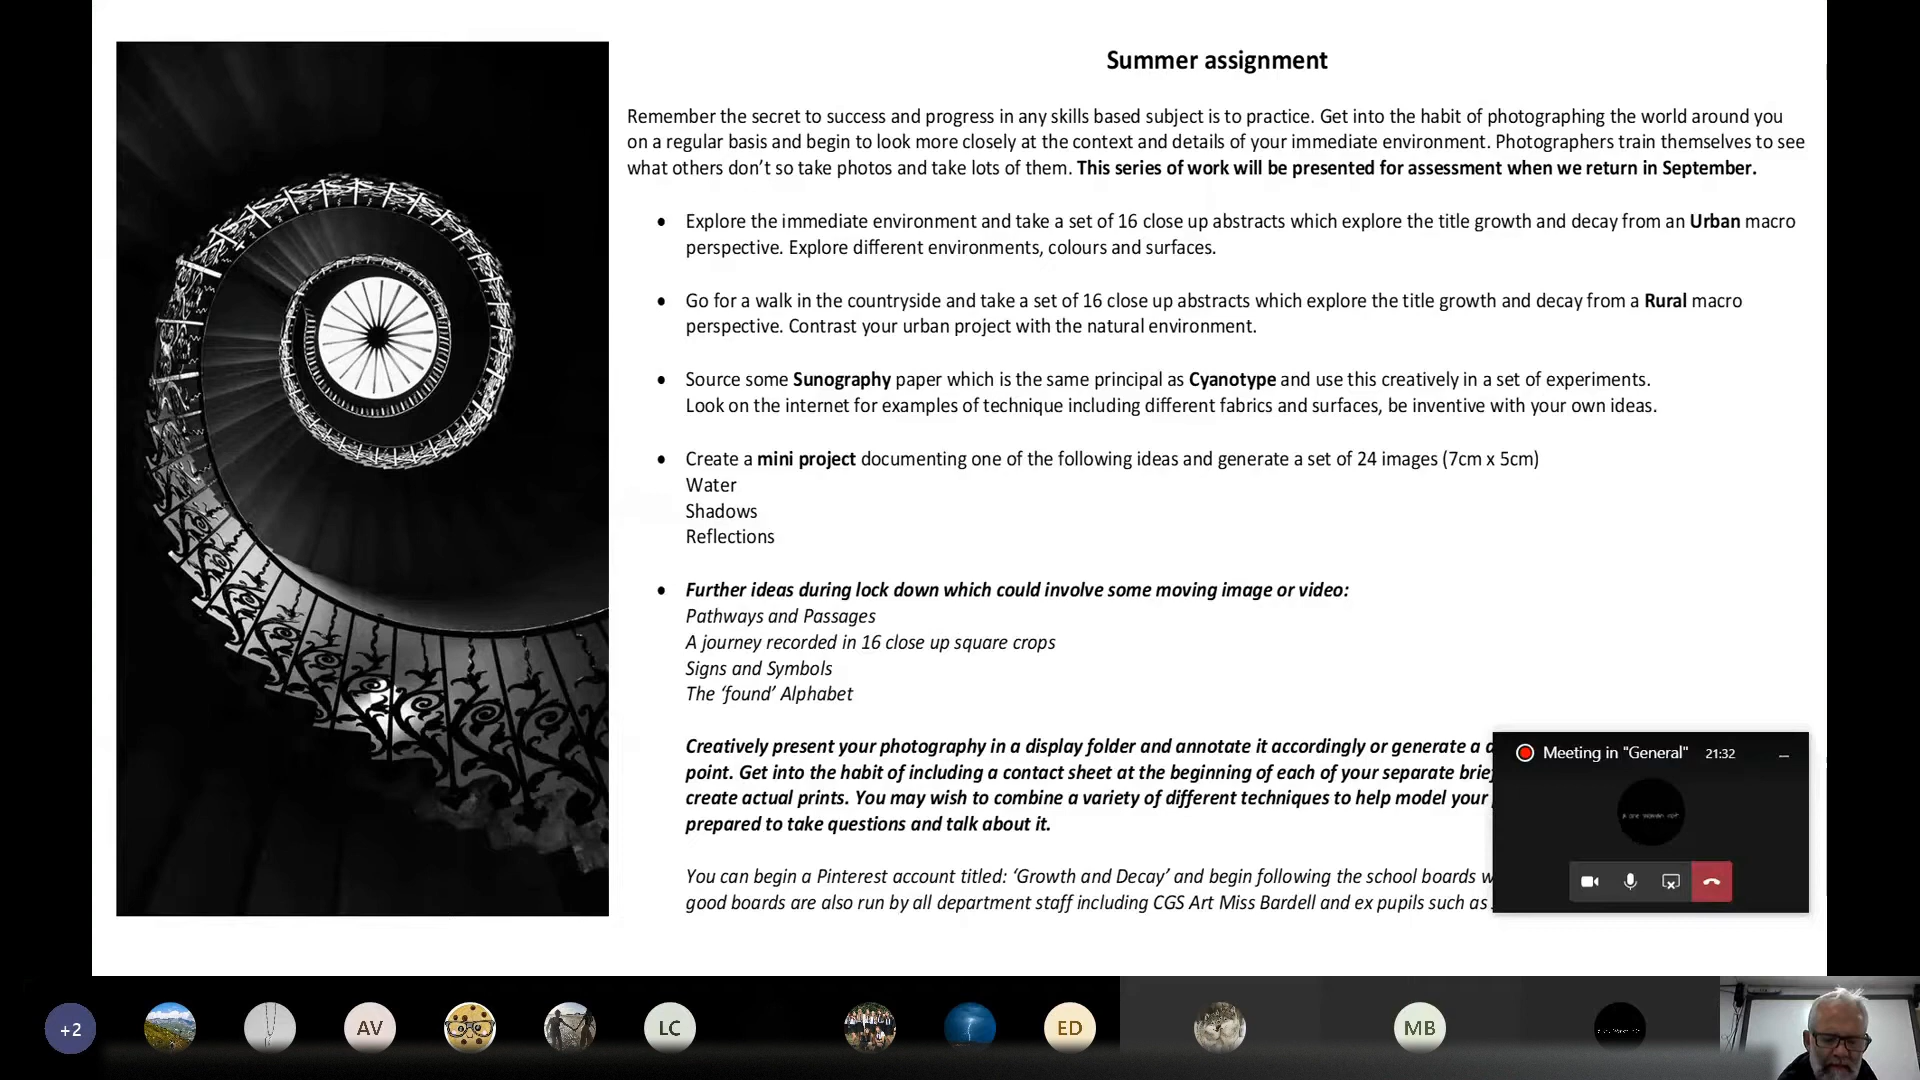 Summer assignment
Remember the secret to success and progress in any skills based subject is to practice. Get into the habit of photographing the world around you
on a regular basis and begin to look more closely at the context and details of your immediate environment. Photographers train themselves to see
what others don’t so take photos and take lots of them. This series of work will be presented for assessment when we return in September.
• Explore the immediate environment and take a set of 16 close up abstracts which explore the title growth and decay from an Urban macro
perspective. Explore different environments, colours and surfaces.
• Go for a walk in the countryside and take a set of 16 close up abstracts which explore the title growth and decay from a Rural macro
perspective. Contrast your urban project with the natural environment.
• Source some Sunography paper which is the same principal as Cyanotype and use this creatively in a set of experiments.
Look on the internet for examples of technique including different fabrics and surfaces, be inventive with your own ideas.
• Create a mini project documenting one of the following ideas and generate a set of 24 images (7cm x 5cm)
Water
Shadows
Reflections
• Further ideas during lock down which could involve some moving image or video:
Pathways and Passages
A journey recorded in 16 close up square crops
Signs and Symbols
The ‘found’ Alphabet
Creatively present your photography in a display folder and annotate it accordingly or generate a
point. Get into the habit of including a contact sheet at the beginning of each of your separate
create actual prints. You may wish to combine a variety of different techniques to help model your
prepared to take questions and talk about it.
You can begin a Pinterest account titled: ‘Growth and Decay’ and begin following the school boards
good boards are also run by all department staff including CGS Art Miss Bardell and ex pupils such as
Meeting in "General" 21:32
+2
AV
LC
ED
MB